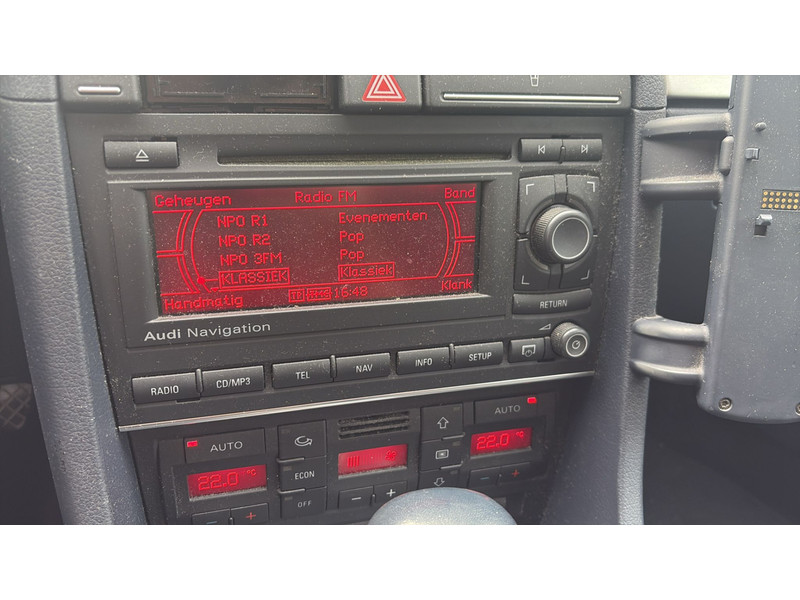 Geheugen Radio FM Band
NPO R1 Evenementen
NPO R2 Pop
NPO 3FM Pop
KLASSIEK Klassiek
Handmatig TP 16:48 Klank
Audi Navigation
RETURN
RADIO CD/MP3 TEL NAV INFO SETUP
AUTO AUTO
22.0 °C ECON 22.0 °C
OFF